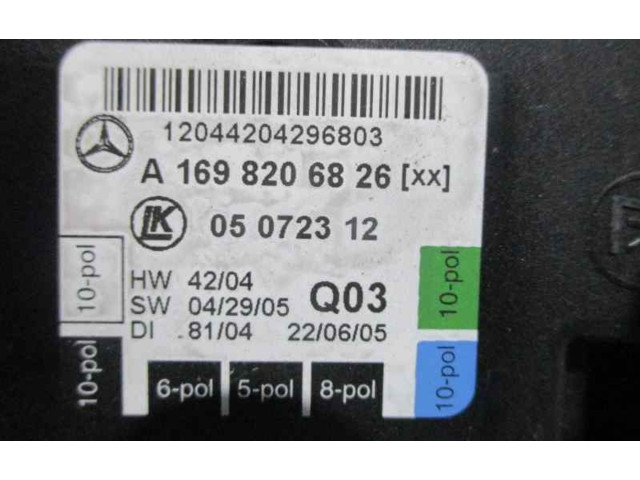 12044204296803
A 169 820 68 26 [xx]
LK 05 0723 12
HW 42/04
SW 04/29/05 Q03
DI 81/04 22/06/05
10-pol
10-pol
6-pol 5-pol 8-pol
10-pol
10-pol